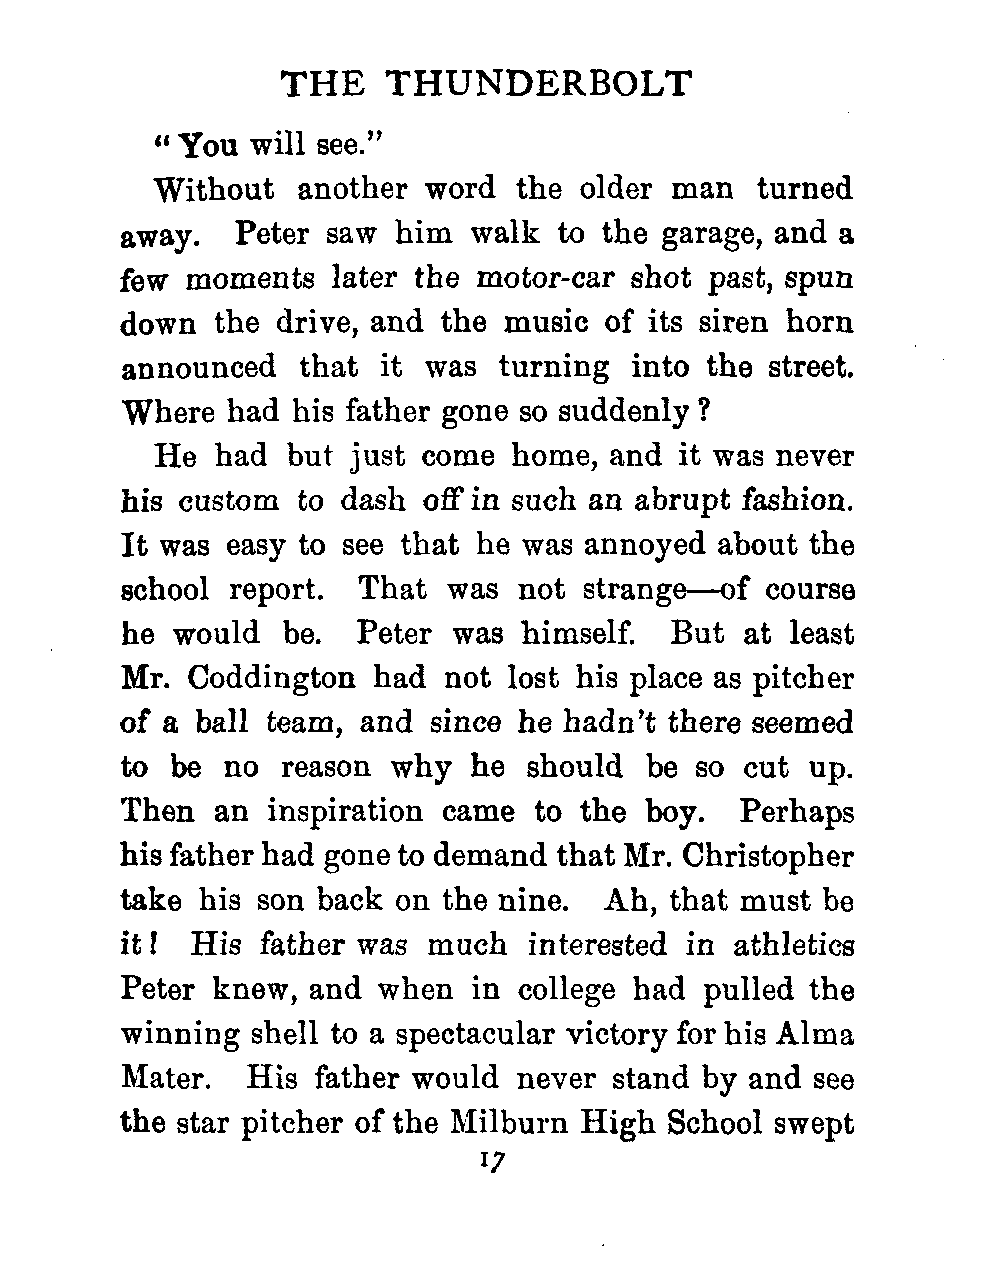 THE THUNDERBOLT
“ You will see.”
Without another word the older man turned
away. Peter saw him walk to the garage, and a
few moments later the motor-car shot past, spun
down the drive, and the music of its siren horn
announced that it was turning into the street.
Where had his father gone so suddenly ?
He had but just come home, and it was never
his custom to dash off in such an abrupt fashion.
It was easy to see that he was annoyed about the
school report. That was not strange—of course
he would be. Peter was himself. But at least
Mr. Coddington had not lost his place as pitcher
of a ball team, and since he hadn’t there seemed
to be no reason why he should be so cut up.
Then an inspiration came to the boy. Perhaps
his father had gone to demand that Mr. Christopher
take his son back on the nine. Ah, that must be
it ! His father was much interested in athletics
Peter knew, and when in college had pulled the
winning shell to a spectacular victory for his Alma
Mater. His father would never stand by and see
the star pitcher of the Milburn High School swept
17